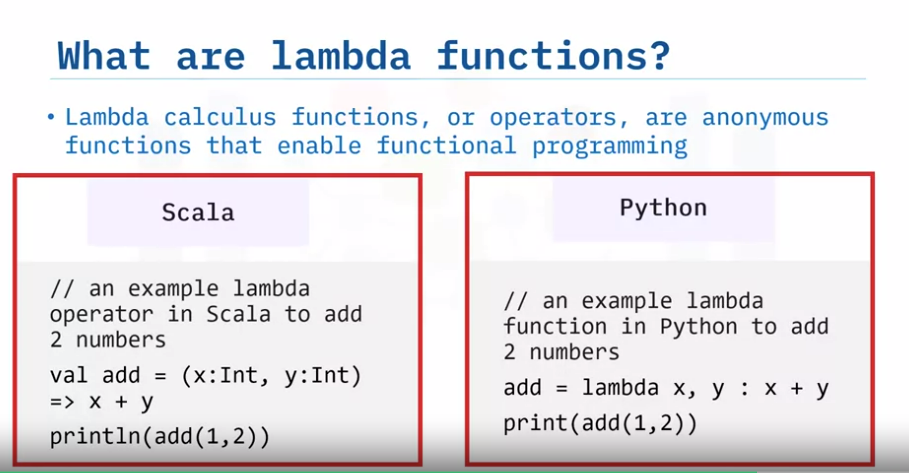 What are lambda functions?
• Lambda calculus functions, or operators, are anonymous
functions that enable functional programming
Scala
// an example lambda
operator in Scala to add
2 numbers
val add = (x:Int, y:Int)
=> x + y
println(add(1,2))
Python
// an example lambda
function in Python to add
2 numbers
add = lambda x, y : x + y
print(add(1,2))